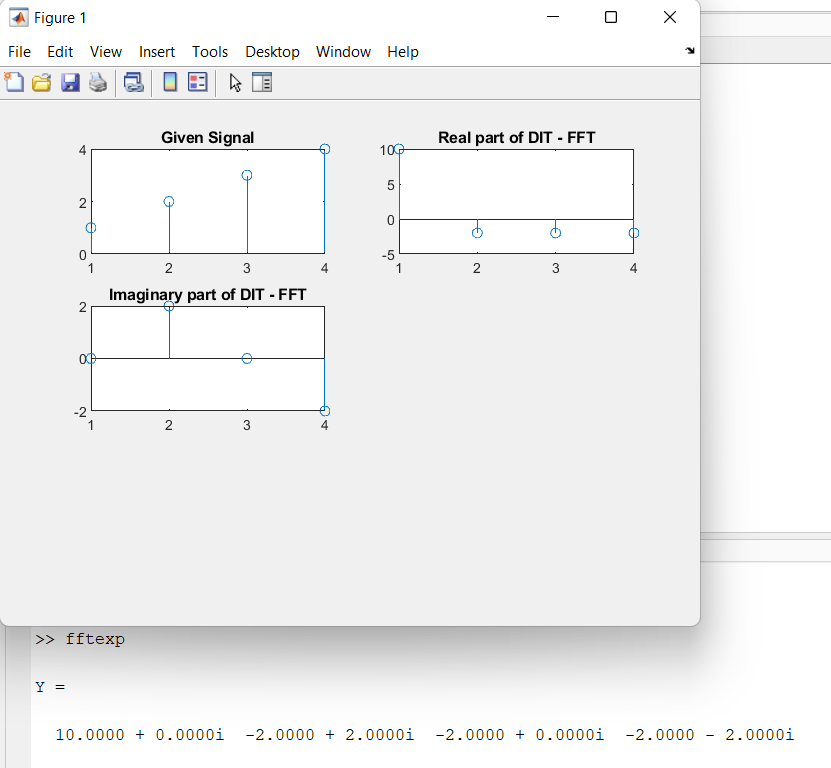 Figure 1
File Edit View Insert Tools Desktop Window Help
Given Signal
4
2
0
1 2 3 4
Real part of DIT - FFT
10
5
0
-5
1 2 3 4
Imaginary part of DIT - FFT
2
0
-2
1 2 3 4
>> fftexp
Y =
10.0000 + 0.0000i -2.0000 + 2.0000i -2.0000 + 0.0000i -2.0000 - 2.0000i